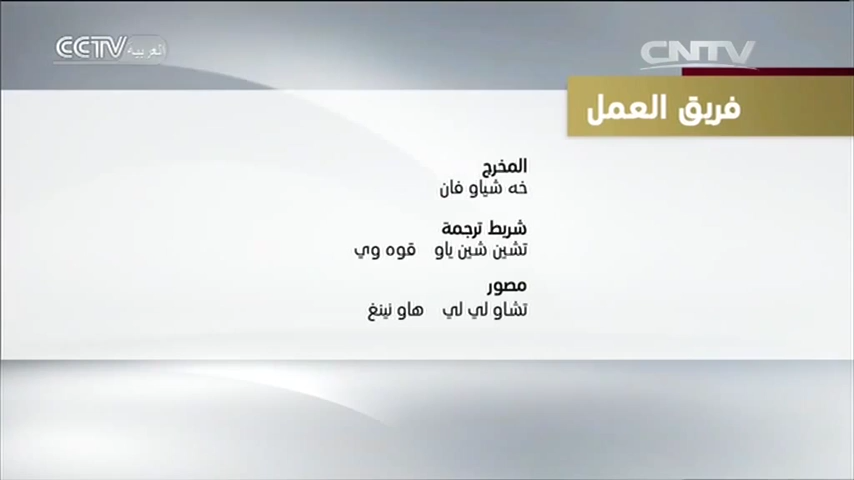 CCTV العربية
CNTV
فريق العمل
المخرج
خه شياو فان
شريط ترجمة
تشين شين ياو قوه وي
مصور
تشاو لي لي هاو نينغ